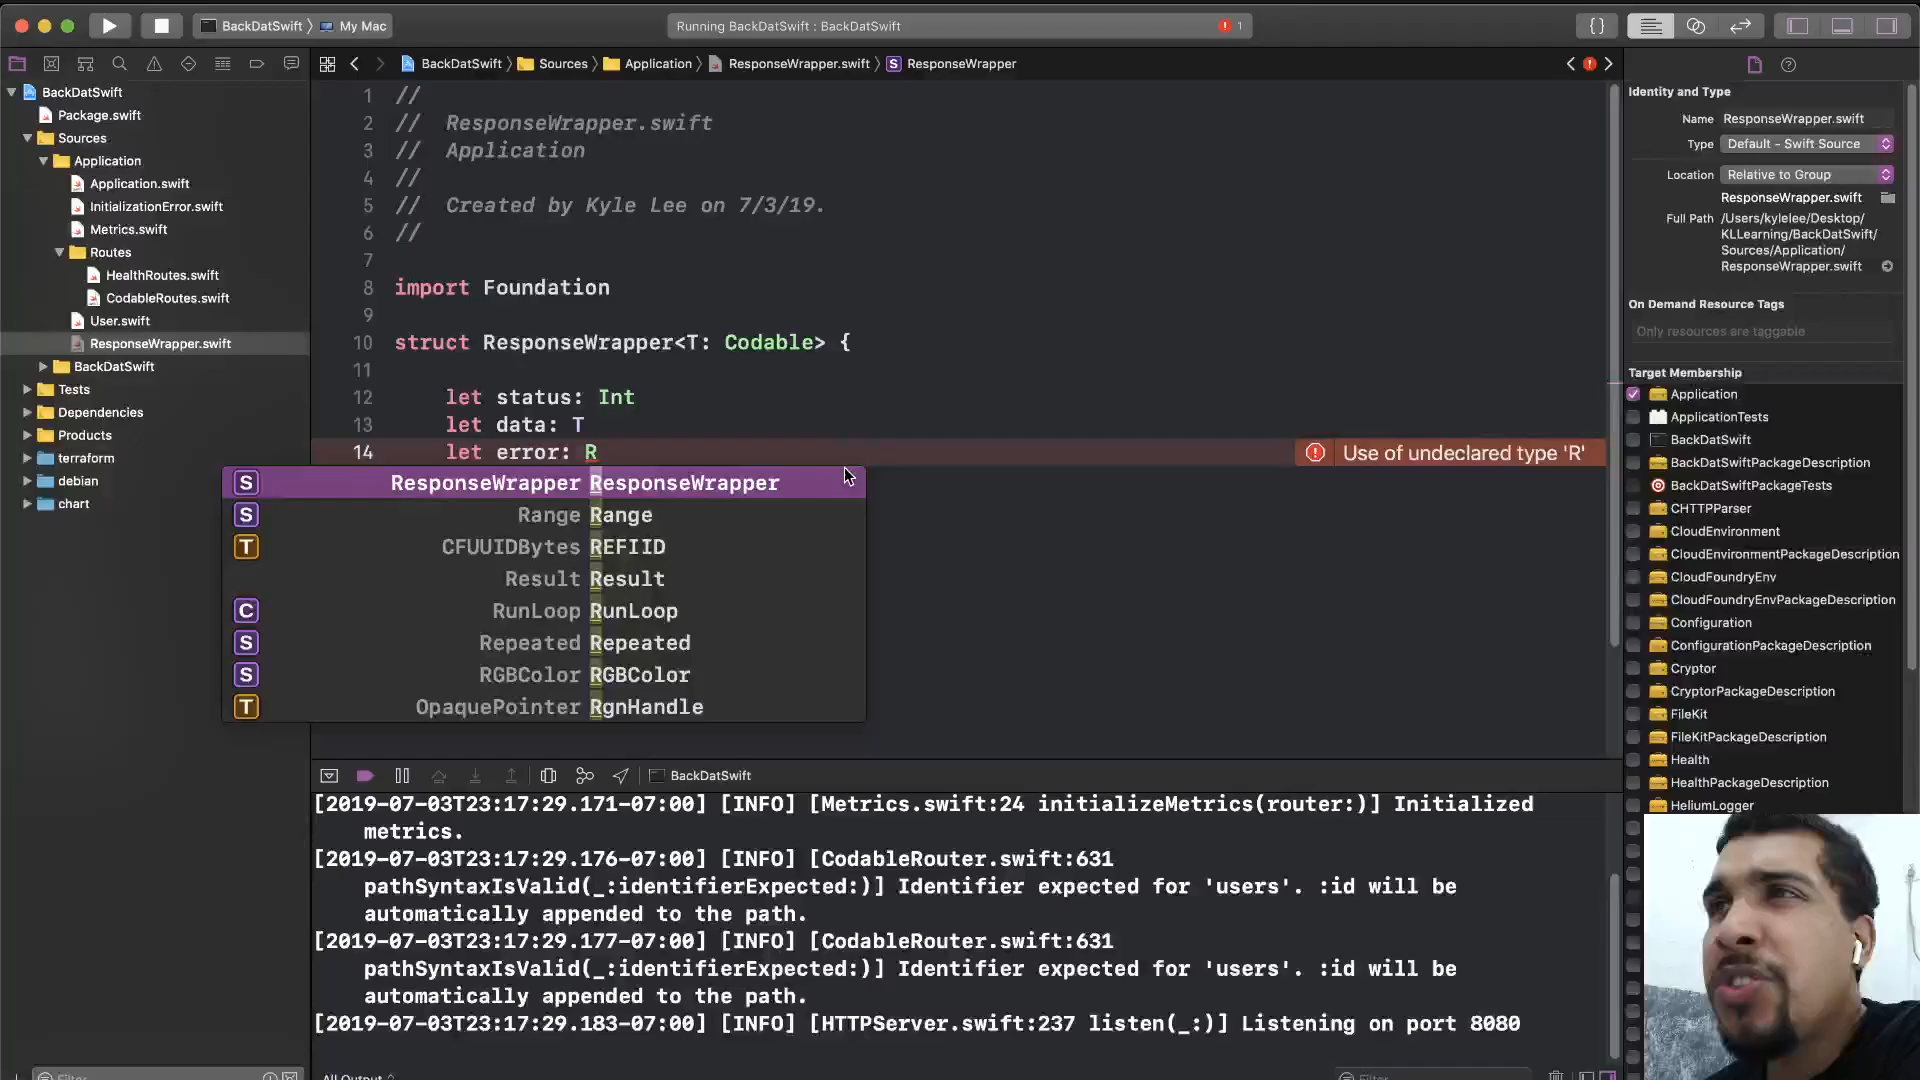 BackDatSwift 〉 My Mac
Running BackDatSwift : BackDatSwift
1
{}
BackDatSwift 〉 Sources 〉 Application 〉 ResponseWrapper.swift 〉 S ResponseWrapper
BackDatSwift
Package.swift
Sources
Application
Application.swift
InitializationError.swift
Metrics.swift
Routes
HealthRoutes.swift
CodableRoutes.swift
User.swift
ResponseWrapper.swift
BackDatSwift
Tests
Dependencies
Products
terraform
debian
chart
Filter
1 //
2 //  ResponseWrapper.swift
3 //  Application
4 //
5 //  Created by Kyle Lee on 7/3/19.
6 //
7
8 import Foundation
9
10 struct ResponseWrapper<T: Codable> {
11
12 let status: Int
13 let data: T
14 let error: R
Use of undeclared type 'R'
S ResponseWrapper ResponseWrapper
S Range Range
T CFUUIDBytes REFIID
Result Result
C RunLoop RunLoop
S Repeated Repeated
S RGBColor RGBColor
T OpaquePointer RgnHandle
BackDatSwift
[2019-07-03T23:17:29.171-07:00] [INFO] [Metrics.swift:24 initializeMetrics(router:)] Initialized
metrics.
[2019-07-03T23:17:29.176-07:00] [INFO] [CodableRouter.swift:631
pathSyntaxIsValid(_:identifierExpected:)] Identifier expected for 'users'. :id will be
automatically appended to the path.
[2019-07-03T23:17:29.177-07:00] [INFO] [CodableRouter.swift:631
pathSyntaxIsValid(_:identifierExpected:)] Identifier expected for 'users'. :id will be
automatically appended to the path.
[2019-07-03T23:17:29.183-07:00] [INFO] [HTTPServer.swift:237 listen(_:)] Listening on port 8080
All Output
Filter
Identity and Type
Name ResponseWrapper.swift
Type Default - Swift Source
Location Relative to Group
ResponseWrapper.swift
Full Path /Users/kylelee/Desktop/
KLLearning/BackDatSwift/
Sources/Application/
ResponseWrapper.swift
On Demand Resource Tags
Only resources are taggable
Target Membership
Application
ApplicationTests
BackDatSwift
BackDatSwiftPackageDescription
BackDatSwiftPackageTests
CHTTPParser
CloudEnvironment
CloudEnvironmentPackageDescription
CloudFoundryEnv
CloudFoundryEnvPackageDescription
Configuration
ConfigurationPackageDescription
Cryptor
CryptorPackageDescription
FileKit
FileKitPackageDescription
Health
HealthPackageDescription
HeliumLogger